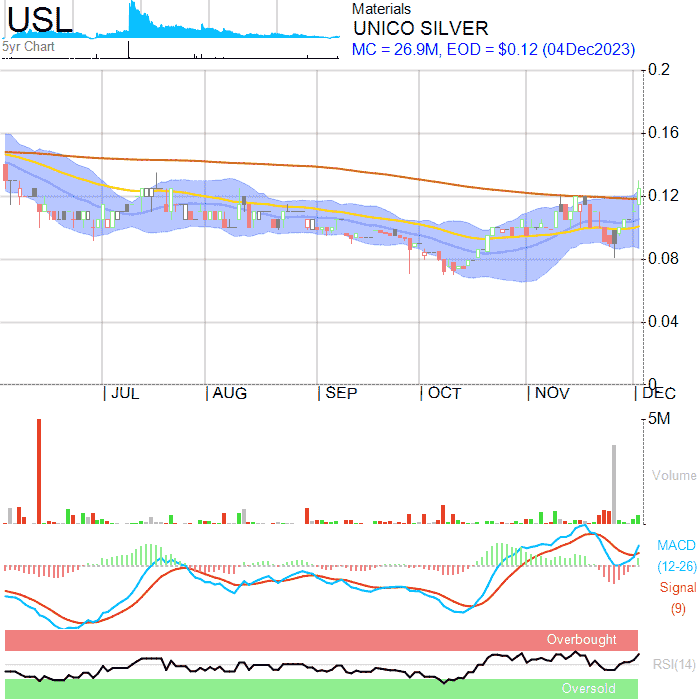 USL
5yr Chart
Materials
UNICO SILVER
MC = 26.9M, EOD = $0.12 (04Dec2023)
0.2
0.16
0.12
0.08
0.04
0
JUL AUG SEP OCT NOV DEC
5M
Volume
MACD
(12-26)
Signal
(9)
Overbought
RSI(14)
Oversold